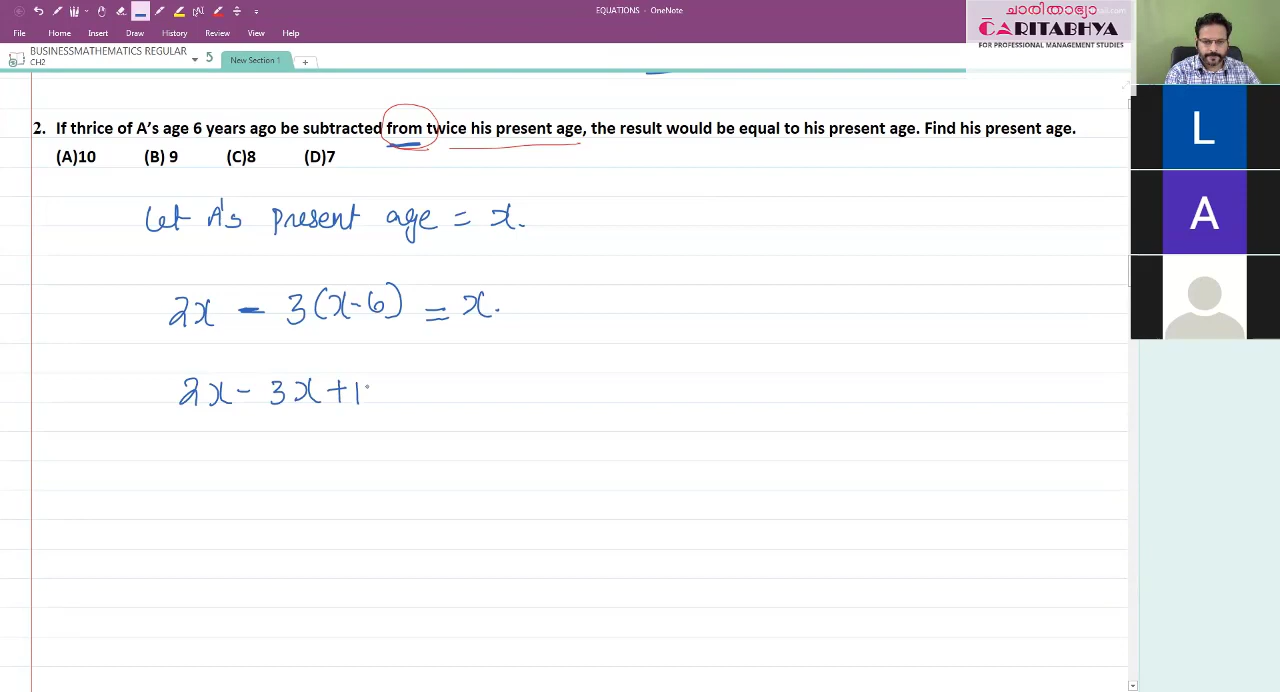 EQUATIONS - OneNote
File Home Insert Draw History Review View Help
BUSINESSMATHEMATICS REGULAR
CH2
New Section 1
ചാരിതാഭ്യാ
CARITABHYA
FOR PROFESSIONAL MANAGEMENT STUDIES
2. If thrice of A's age 6 years ago be subtracted from twice his present age, the result would be equal to his present age. Find his present age.
(A)10 (B) 9 (C)8 (D)7
Let A's present age = x.
2x - 3(x-6) = x.
2x - 3x + 1
L
A